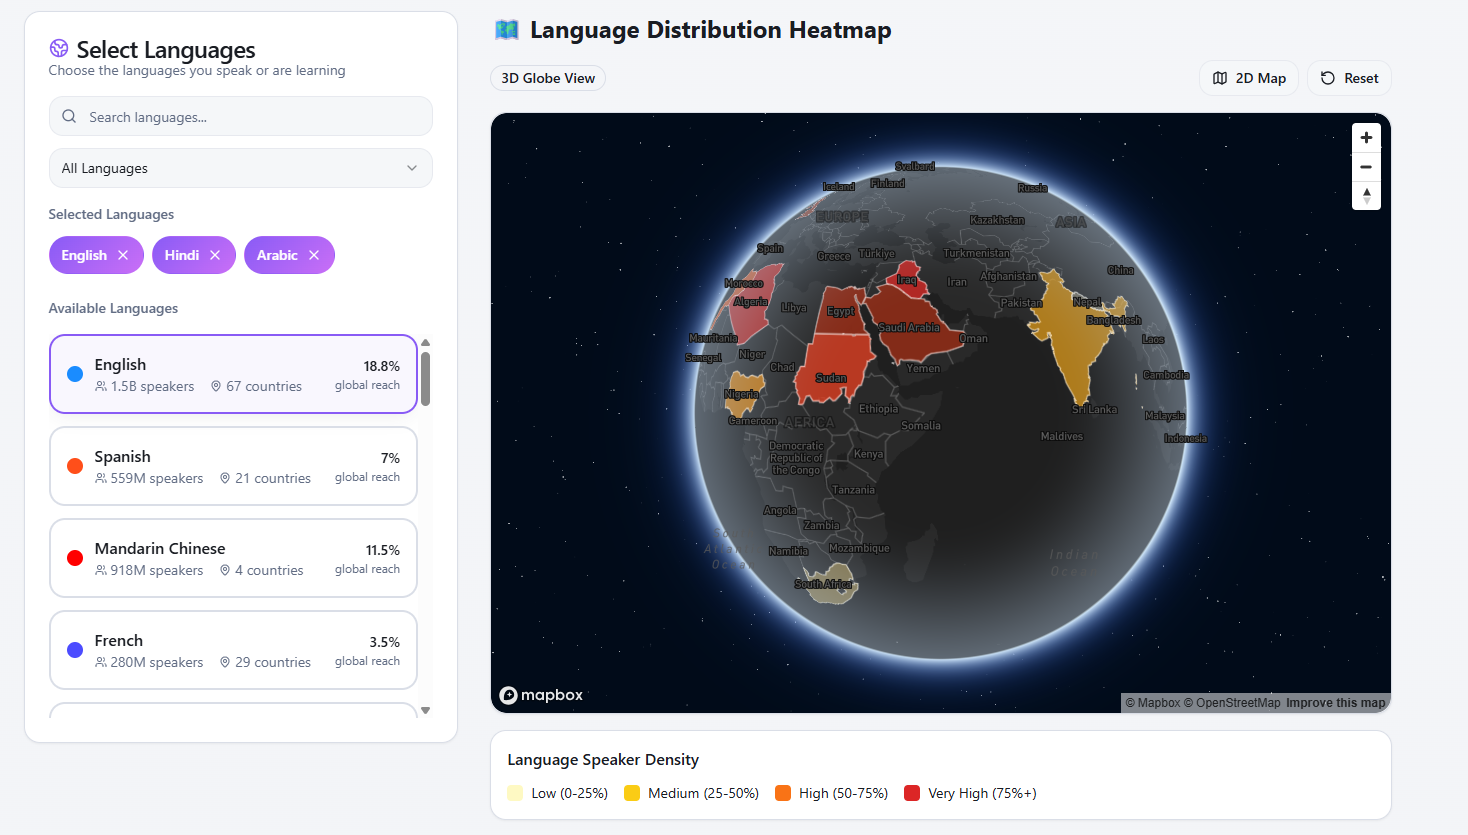 Select Languages
Choose the languages you speak or are learning
Search languages...
All Languages
Selected Languages
English
Hindi
Arabic
Available Languages
English
18.8%
1.5B speakers
67 countries
global reach
Spanish
7%
559M speakers
21 countries
global reach
Mandarin Chinese
11.5%
918M speakers
4 countries
global reach
French
3.5%
280M speakers
29 countries
global reach
Language Distribution Heatmap
3D Globe View
2D Map
Reset
Svalbard
Iceland
Finland
Russia
EUROPE
Kazakhstan
ASIA
Spain
Greece
Türkiye
Turkmenistan
China
Morocco
Iraq
Iran
Afghanistan
Algeria
Libya
Egypt
Pakistan
Nepal
Bangladesh
Mauritania
Saudi Arabia
Oman
Laos
Senegal
Niger
Chad
Yemen
Sudan
Cambodia
Nigeria
Ethiopia
Sri Lanka
Malaysia
Cameroon
AFRICA
Somalia
Maldives
Indonesia
Democratic
Republic of
the Congo
Kenya
Tanzania
Angola
Zambia
Namibia
Mozambique
Indian
South Africa
mapbox
© Mapbox © OpenStreetMap Improve this map
Language Speaker Density
Low (0-25%)
Medium (25-50%)
High (50-75%)
Very High (75%+)